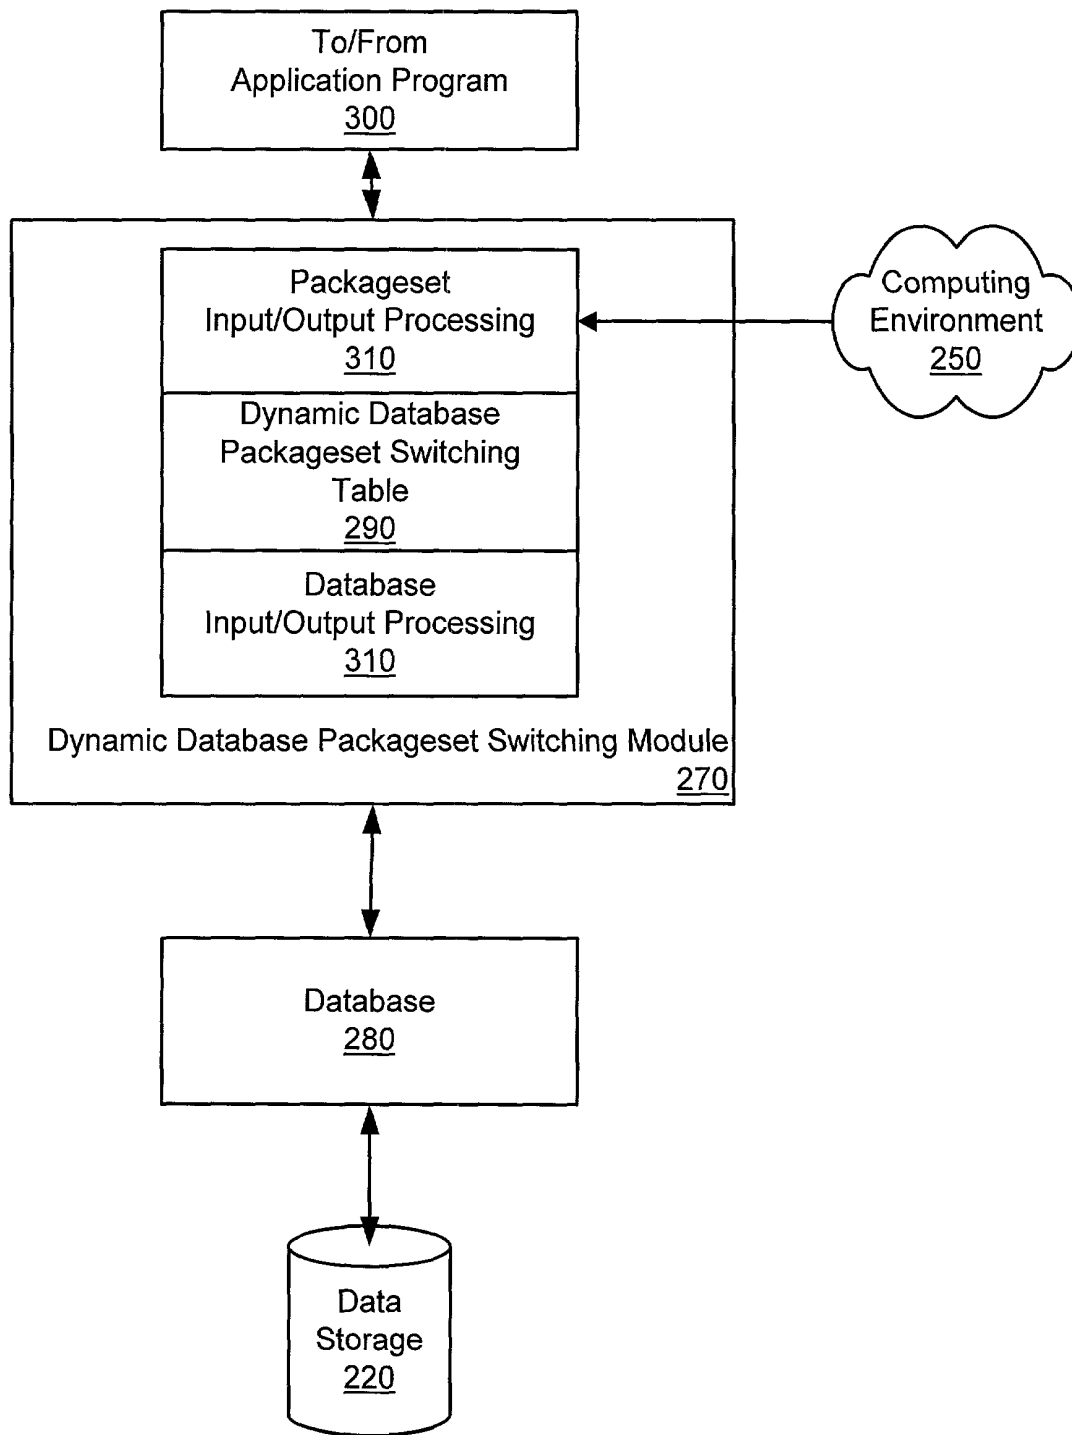 To/From
Application Program
300
Packageset
Input/Output Processing
310
Computing
Environment
250
Dynamic Database
Packageset Switching
Table
290
Database
Input/Output Processing
310
Dynamic Database Packageset Switching Module
270
Database
280
Data
Storage
220